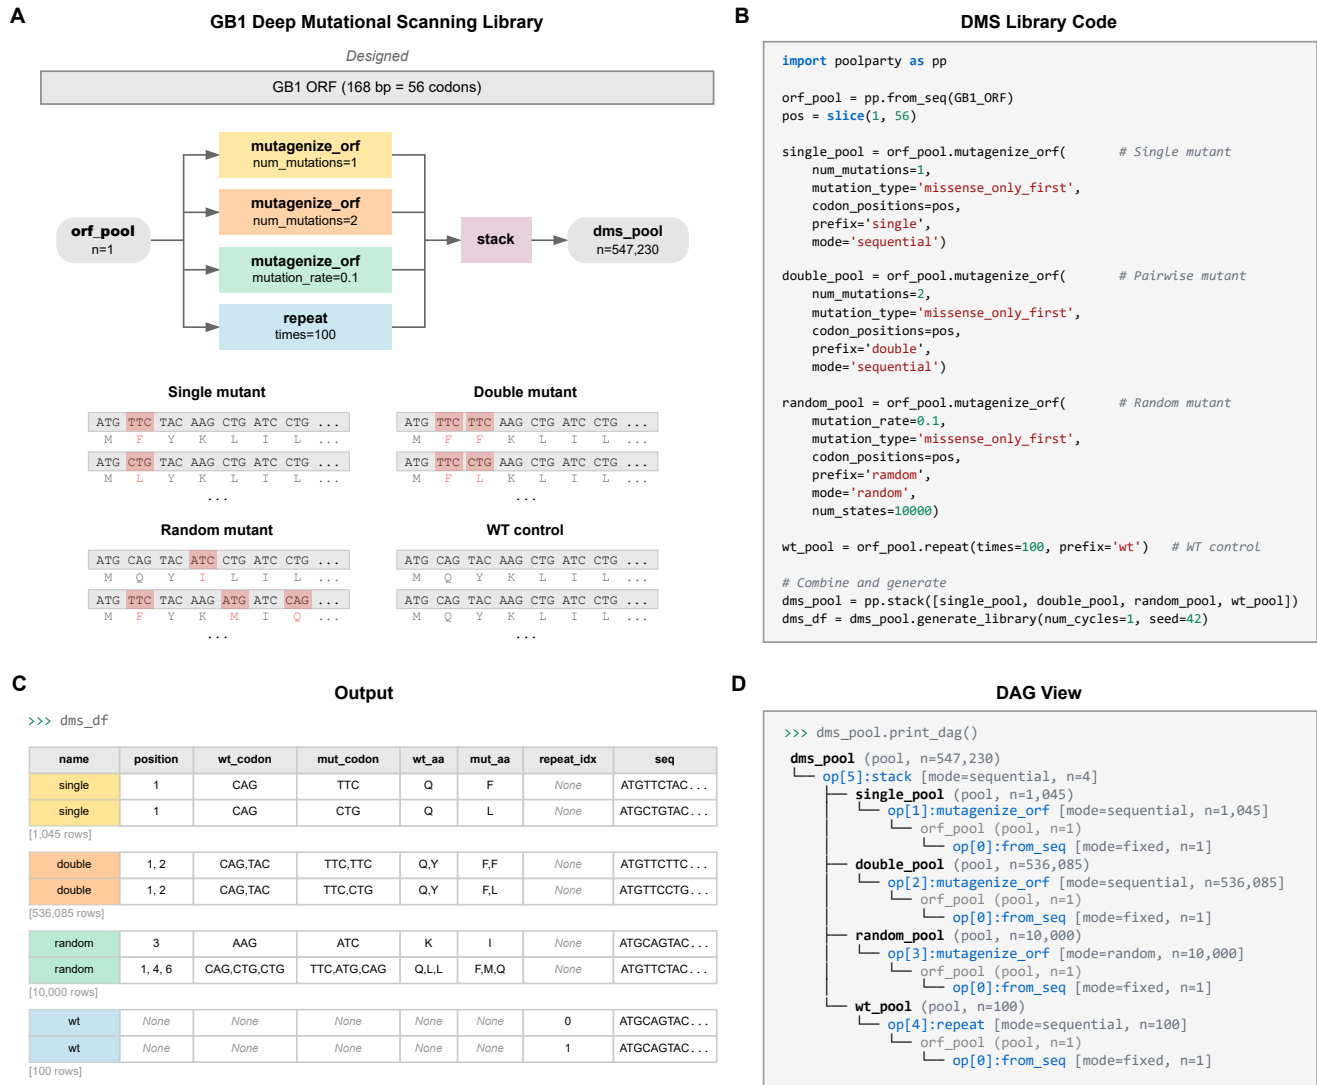 A
GB1 Deep Mutational Scanning Library
Designed
GB1 ORF (168 bp = 56 codons)
orf_pool
n=1
mutagenize_orf
num_mutations=1
mutagenize_orf
num_mutations=2
mutagenize_orf
mutation_rate=0.1
repeat
times=100
stack
dms_pool
n=547,230
Single mutant
ATG TTC TAC AAG CTG ATC CTG ...
M F Y K L I L ...
ATG CTG TAC AAG CTG ATC CTG ...
M L Y K L I L ...
...
Double mutant
ATG TTC TTC AAG CTG ATC CTG ...
M F F K L I L ...
ATG TTC CTG AAG CTG ATC CTG ...
M F L K L I L ...
...
Random mutant
ATG CAG TAC ATC CTG ATC CTG ...
M Q Y I L I L ...
ATG TTC TAC AAG ATG ATC CAG ...
M F Y K M I Q ...
...
WT control
ATG CAG TAC AAG CTG ATC CTG ...
M Q Y K L I L ...
ATG CAG TAC AAG CTG ATC CTG ...
M Q Y K L I L ...
...
B
DMS Library Code
import poolparty as pp
orf_pool = pp.from_seq(GB1_ORF)
pos = slice(1, 56)
single_pool = orf_pool.mutagenize_orf( # Single mutant
num_mutations=1,
mutation_type='missense_only_first',
codon_positions=pos,
prefix='single',
mode='sequential')
double_pool = orf_pool.mutagenize_orf( # Pairwise mutant
num_mutations=2,
mutation_type='missense_only_first',
codon_positions=pos,
prefix='double',
mode='sequential')
random_pool = orf_pool.mutagenize_orf( # Random mutant
mutation_rate=0.1,
mutation_type='missense_only_first',
codon_positions=pos,
prefix='ramdom',
mode='random',
num_states=10000)
wt_pool = orf_pool.repeat(times=100, prefix='wt') # WT control
# Combine and generate
dms_pool = pp.stack([single_pool, double_pool, random_pool, wt_pool])
dms_df = dms_pool.generate_library(num_cycles=1, seed=42)
C
Output
>>> dms_df
name position wt_codon mut_codon wt_aa mut_aa repeat_idx seq
single 1 CAG TTC Q F None ATGTTCTAC...
single 1 CAG CTG Q L None ATGCTGTAC...
[1,045 rows]
double 1, 2 CAG,TAC TTC,TTC Q,Y F,F None ATGTTCTTC...
double 1, 2 CAG,TAC TTC,CTG Q,Y F,L None ATGTTCCTG...
[536,085 rows]
random 3 AAG ATC K I None ATGCAGTAC...
random 1, 4, 6 CAG,CTG,CTG TTC,ATG,CAG Q,L,L F,M,Q None ATGTTCTAC...
[10,000 rows]
wt None None None None None 0 ATGCAGTAC...
wt None None None None None 1 ATGCAGTAC...
[100 rows]
D
DAG View
>>> dms_pool.print_dag()
dms_pool (pool, n=547,230)
└── op[5]:stack [mode=sequential, n=4]
├── single_pool (pool, n=1,045)
│ └── op[1]:mutagenize_orf [mode=sequential, n=1,045]
│ └── orf_pool (pool, n=1)
│ └── op[0]:from_seq [mode=fixed, n=1]
├── double_pool (pool, n=536,085)
│ └── op[2]:mutagenize_orf [mode=sequential, n=536,085]
│ └── orf_pool (pool, n=1)
│ └── op[0]:from_seq [mode=fixed, n=1]
├── random_pool (pool, n=10,000)
│ └── op[3]:mutagenize_orf [mode=random, n=10,000]
│ └── orf_pool (pool, n=1)
│ └── op[0]:from_seq [mode=fixed, n=1]
└── wt_pool (pool, n=100)
└── op[4]:repeat [mode=sequential, n=100]
└── orf_pool (pool, n=1)
└── op[0]:from_seq [mode=fixed, n=1]